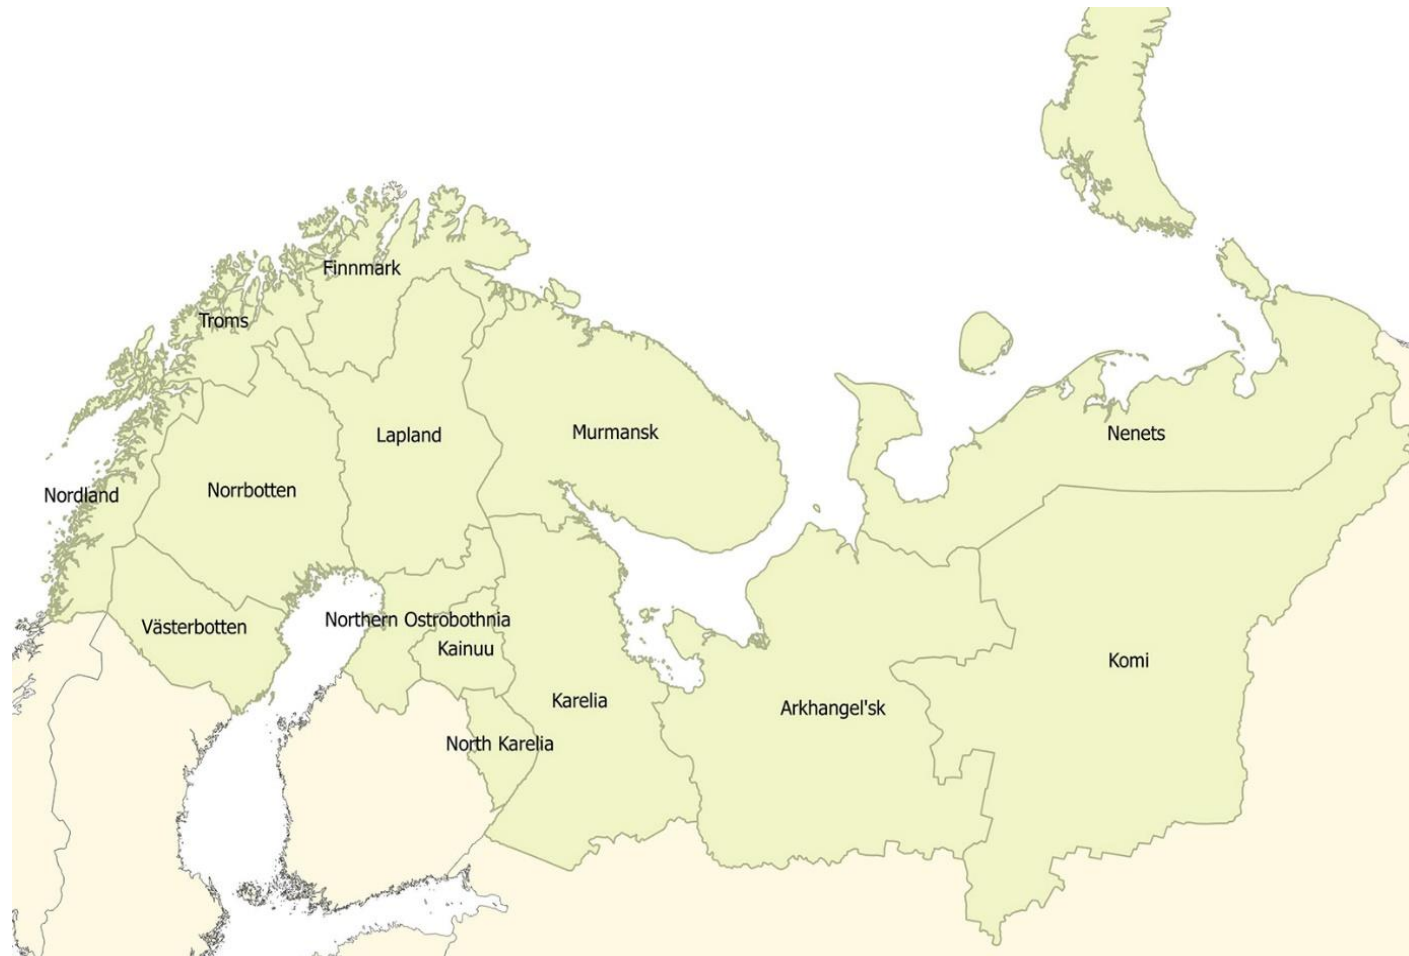 Finnmark
Troms
Lapland
Murmansk
Nenets
Norrbotten
Nordland
Northern Ostrobothnia
Västerbotten
Kainuu
Komi
Karelia
Arkhangel'sk
North Karelia